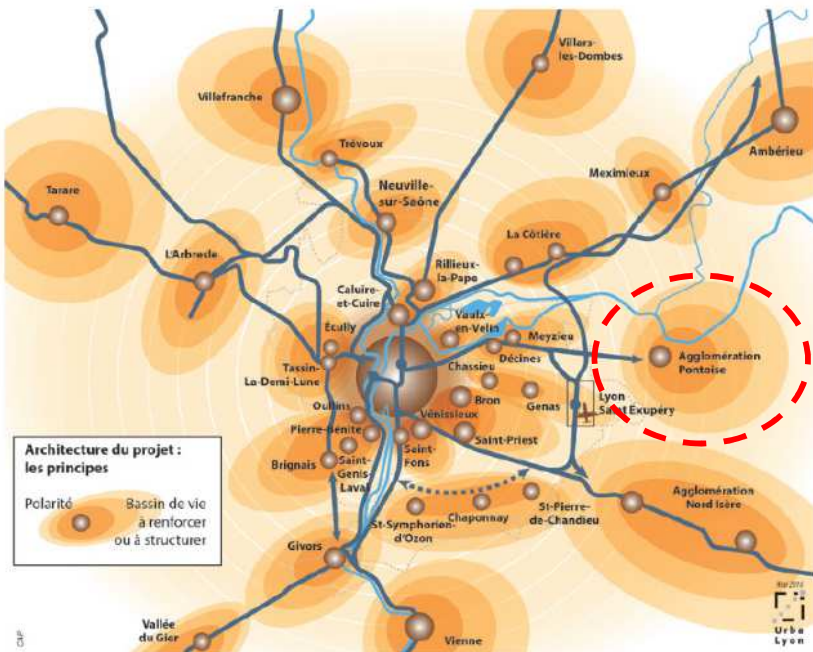 Villars-
les-Dombes
Villefranche
Trévoux
Ambérieu
Meximieux
Neuville-
sur-Saône
Tarare
L'Arbresle
La Côtière
Rillieux-
la-Pape
Caluire-
et-Cuire
Vaulx-
en-Velin
Écully
Meyzieu
Décines
Agglomération
Pontoise
Tassin-
La-Demi-Lune
Chassieu
Bron
Genas
Lyon
Saint Exupéry
Oullins
Vénissieux
Pierre-Bénite
Saint-Priest
Saint-
Fons
Brignais
Saint-
Genis-
Laval
Architecture du projet :
les principes
Polarité
Bassin de vie
à renforcer
ou à structurer
Agglomération
Nord Isère
St-Symphorien-
d'Ozon
Chaponnay
St-Pierre-
de-Chandieu
Givors
Vallée
du Gier
Vienne
Urba
Lyon